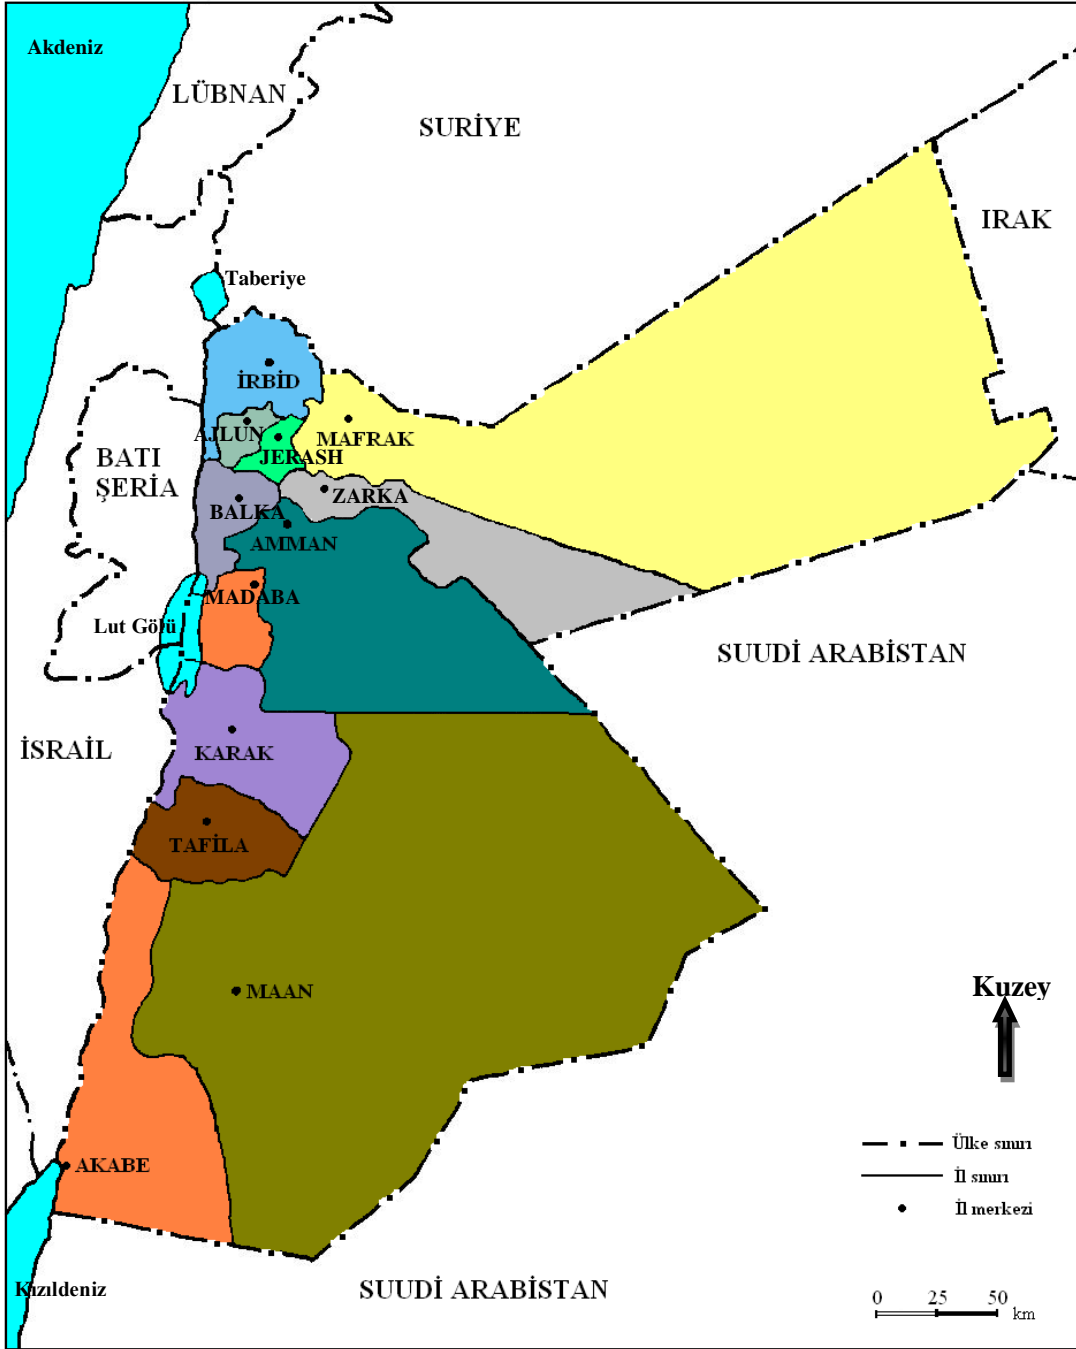 Akdeniz
LÜBNAN
SURİYE
IRAK
Taberiye
İRBİD
AJLUN
MAFRAK
JERASH
BATI
ŞERİA
ZARKA
BALKA
AMMAN
MADABA
Lut Gölü
SUUDİ ARABİSTAN
İSRAİL
KARAK
TAFİLA
MAAN
Kuzey
Ülke sınırı
AKABE
İl sınırı
İl merkezi
Kızıldeniz
SUUDİ ARABİSTAN
0 25 50
km